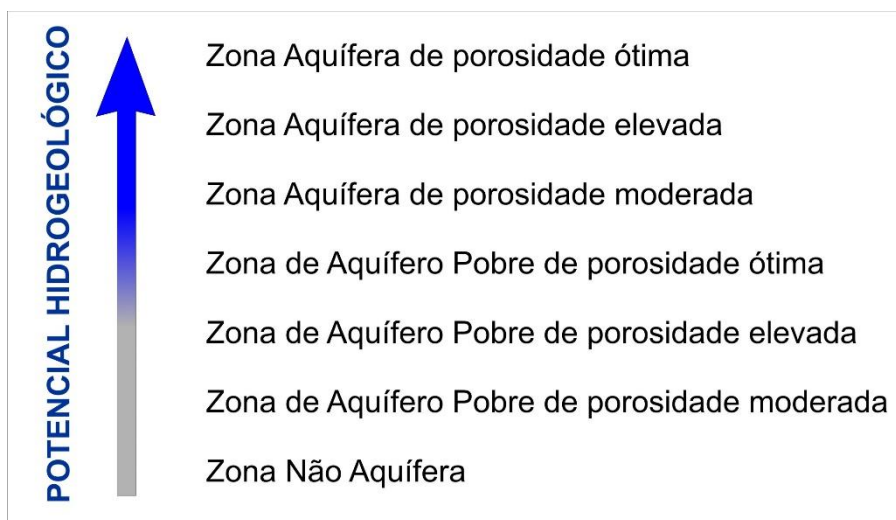 POTENCIAL HIDROGEOLÓGICO
Zona Aquífera de porosidade ótima
Zona Aquífera de porosidade elevada
Zona Aquífera de porosidade moderada
Zona de Aquífero Pobre de porosidade ótima
Zona de Aquífero Pobre de porosidade elevada
Zona de Aquífero Pobre de porosidade moderada
Zona Não Aquífera